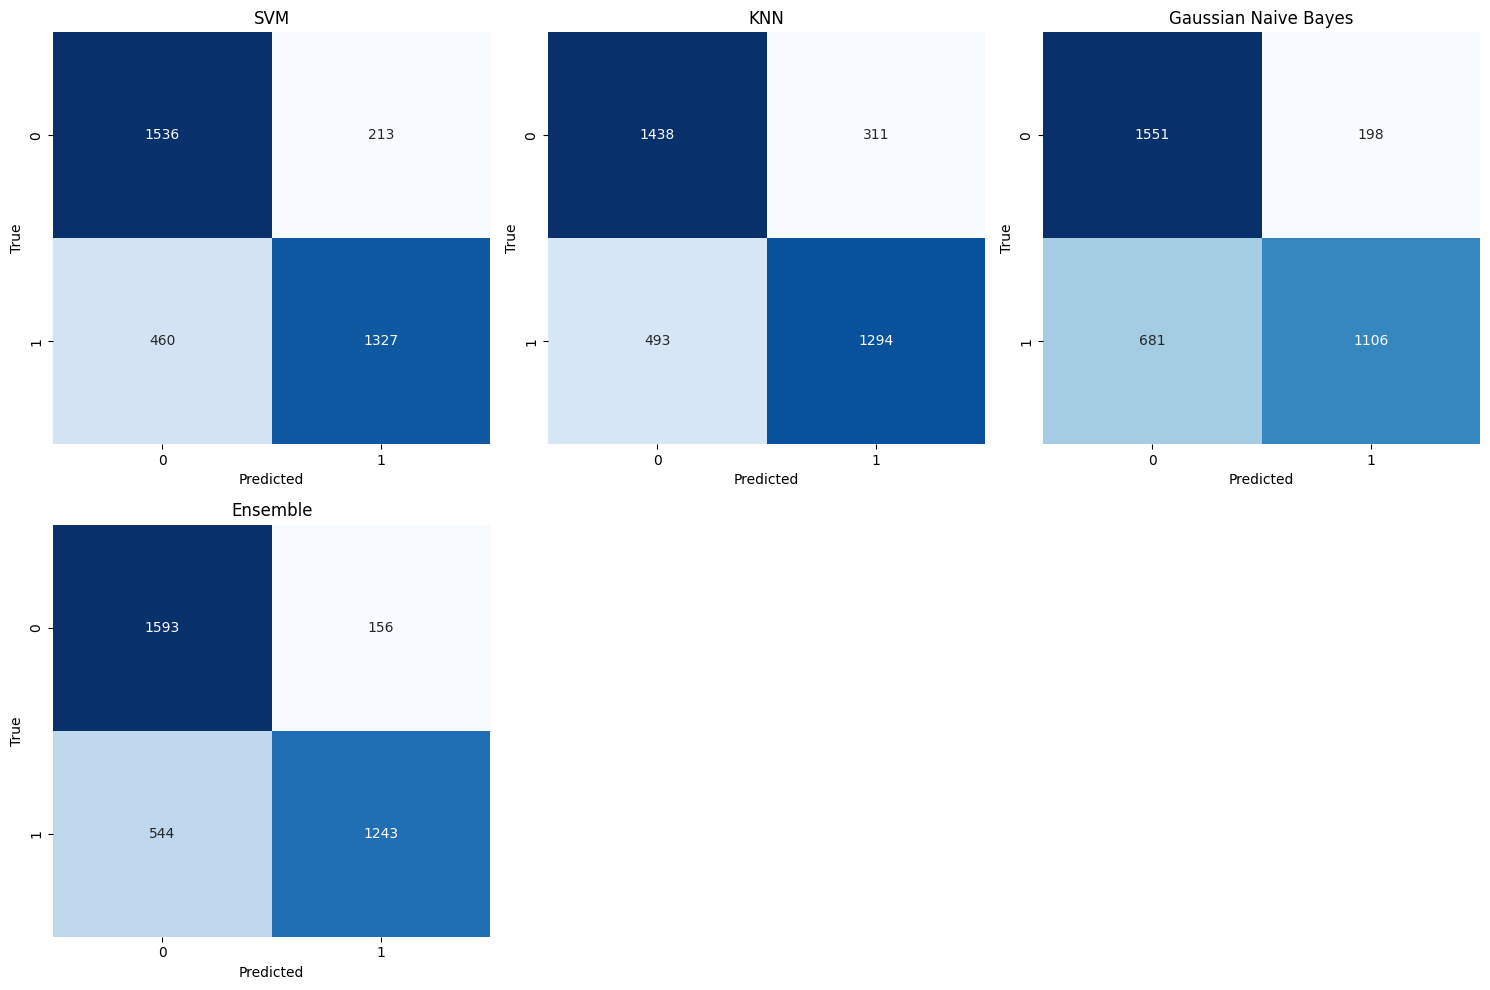 SVM
0
1536
213
True
1
460
1327
0
1
Predicted
KNN
0
1438
311
True
1
493
1294
0
1
Predicted
Gaussian Naive Bayes
0
1551
198
True
1
681
1106
0
1
Predicted
Ensemble
0
1593
156
True
1
544
1243
0
1
Predicted